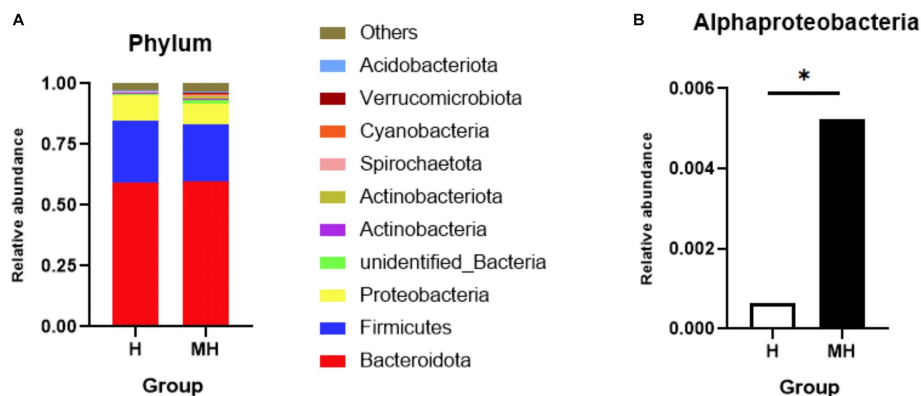 A
Phylum
Relative abundance
1.00
0.75
0.50
0.25
0.00
H
MH
Group
Others
Acidobacteriota
Verrucomicrobiota
Cyanobacteria
Spirochaetota
Actinobacteriota
Actinobacteria
unidentified_Bacteria
Proteobacteria
Firmicutes
Bacteroidota
B
Alphaproteobacteria
*
Relative abundance
0.006
0.004
0.002
0.000
H
MH
Group